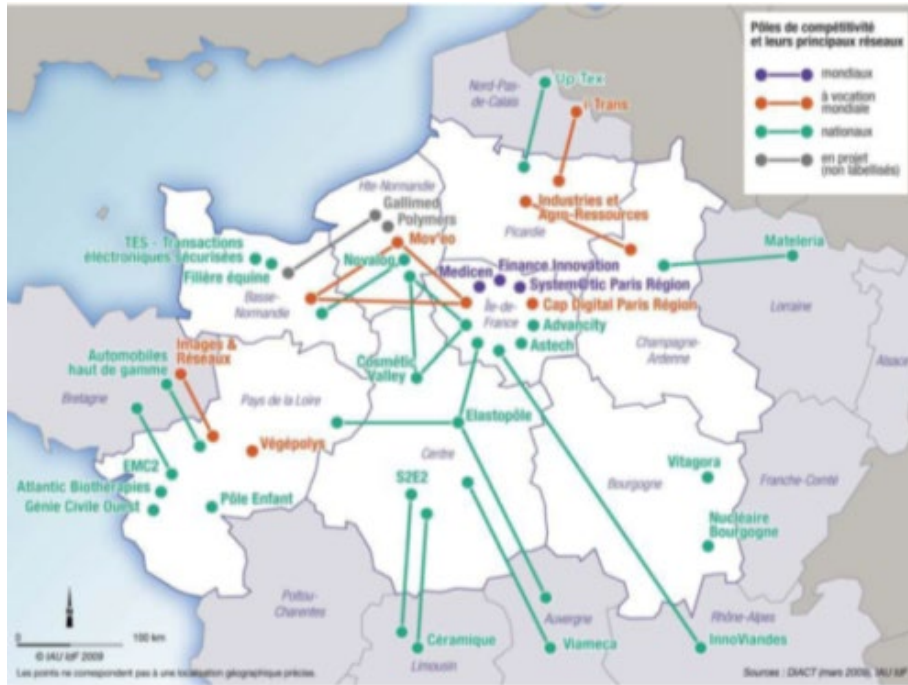 Pôles de compétitivité
et leurs principaux réseaux
mondiaux
à vocation
mondiale
nationaux
en projet
(non labellisés)
Up-Tex
Nord-Pas-
de-Calais
i-Trans
Hte-Normandie
Gallimed
Polymers
Mov'éo
Industries et
Agro-Ressources
Picardie
TES - Transactions
électroniques sécurisées
Filière équine
Novalog
Basse-
Normandie
Medicen
Finance Innovation
System@tic Paris Région
Île-de-
France
Cap Digital Paris Région
Advancity
Astech
Materalia
Lorraine
Alsace
Champagne-
Ardenne
Automobiles
haut de gamme
Images &
Réseaux
Bretagne
Pays de la Loire
Cosmétic
Valley
Elastopôle
Végépolys
Centre
S2E2
EMC2
Atlantic Biothérapies
Génie Civile Ouest
Pôle Enfant
Bourgogne
Vitagora
Franche-Comté
Nucléaire
Bourgogne
Poitou-
Charentes
Limousin
Céramique
Auvergne
Viameca
Rhône-Alpes
InnoViandes
0 100 km
© IAU îdF 2009
Les points ne correspondent pas à une localisation géographique précise.
Sources : DIACT (mars 2009), IAU îdF